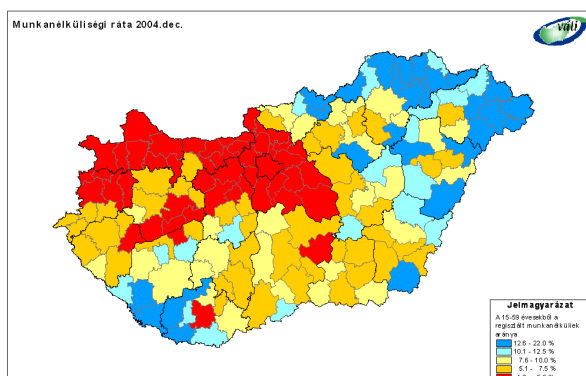 Munkanélküliségi ráta 2004.dec.
váti
Jelmagyarázat
A 15-59 évesekből a
regisztált munkanélküliek
aránya
12.6 - 22.0 %
10.1 - 12.5 %
7.6 - 10.0 %
5.1 - 7.5 %